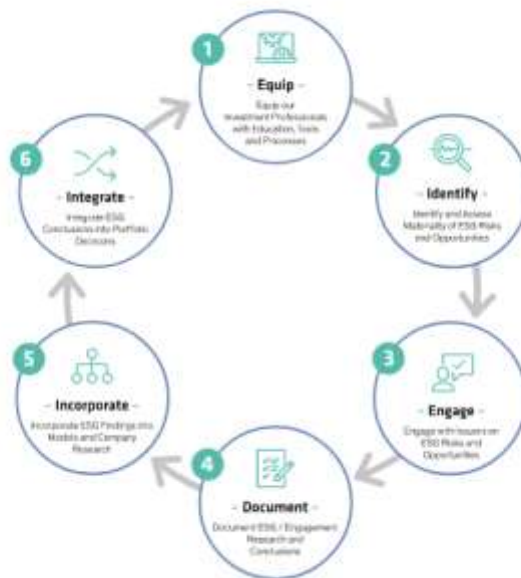 1
- Equip -
Equip our
Investment Professionals
with Education, Tools
and Processes
2
- Identify -
Identify and Assess
Materiality of ESG Risks
and Opportunities
3
- Engage -
Engage with Issuers on
ESG Risks and
Opportunities
4
- Document -
Document ESG / Engagement
Research and
Conclusions
5
- Incorporate -
Incorporate ESG Findings into
Models and Company
Research
6
- Integrate -
Integrate ESG
Conclusions into Portfolio
Decisions